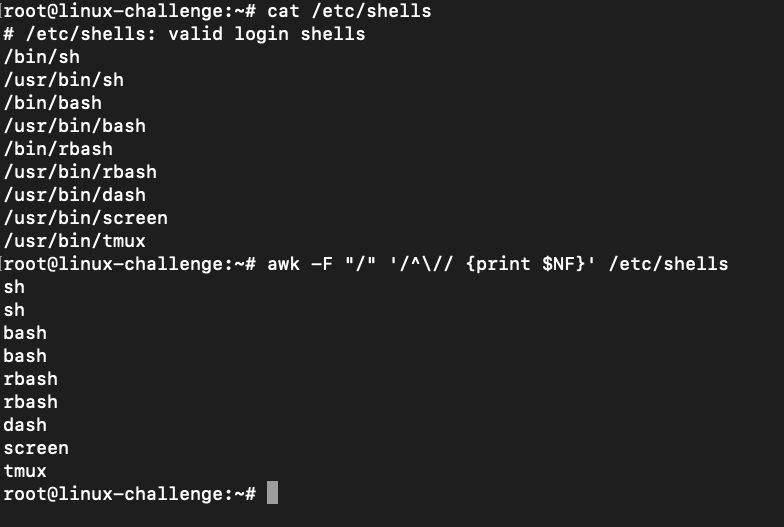 [root@linux-challenge:~# cat /etc/shells
# /etc/shells: valid login shells
/bin/sh
/usr/bin/sh
/bin/bash
/usr/bin/bash
/bin/rbash
/usr/bin/rbash
/usr/bin/dash
/usr/bin/screen
/usr/bin/tmux
[root@linux-challenge:~# awk -F "/" '/^\// {print $NF}' /etc/shells
sh
sh
bash
bash
rbash
rbash
dash
screen
tmux
root@linux-challenge:~#